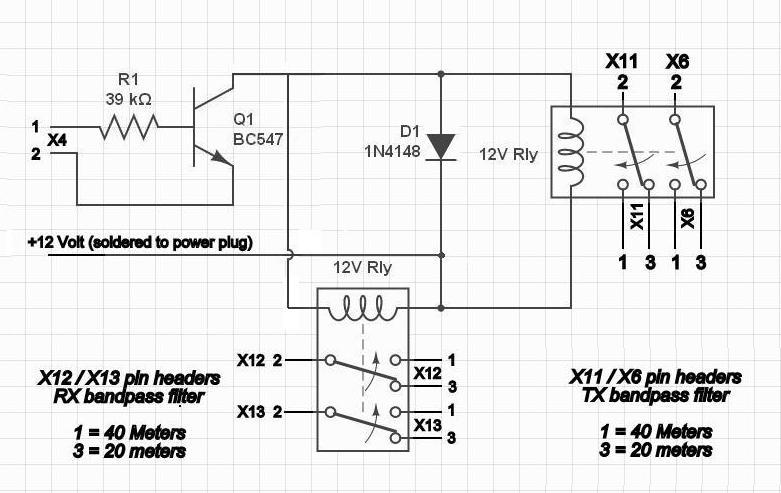 X11 X6
2 2
R1
39 kΩ
Q1
BC547
1
X4
2
D1
1N4148
12V Rly
X11 X6
1 3 1 3
+12 Volt (soldered to power plug)
12V Rly
X12 2
1
X12
3
X13 2
1
X13
3
X12 / X13 pin headers
RX bandpass filter
1 = 40 Meters
3 = 20 meters
X11 / X6 pin headers
TX bandpass filter
1 = 40 Meters
3 = 20 meters